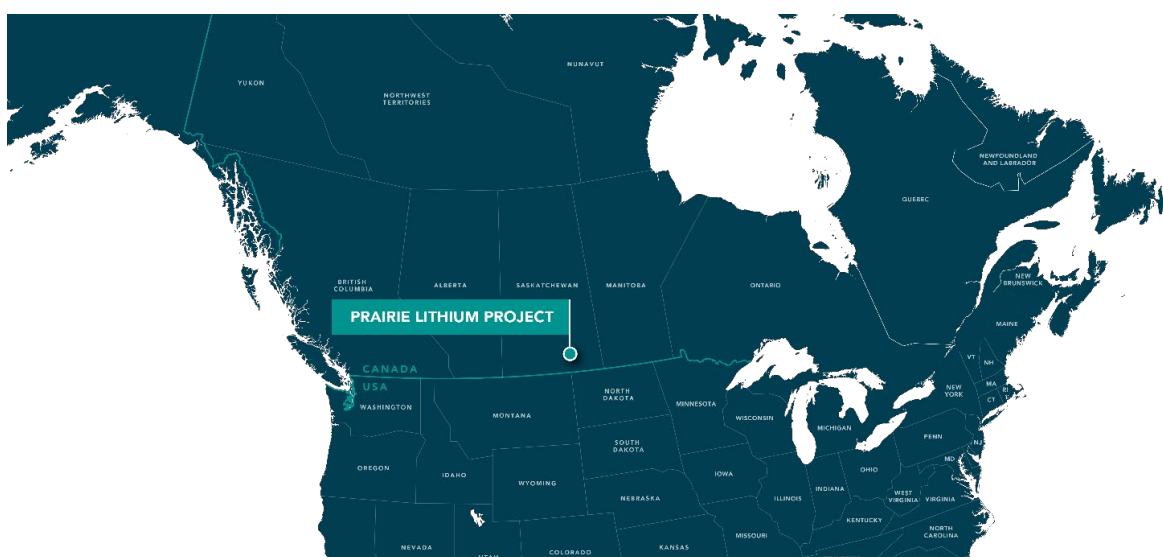 NUNAVUT
YUKON
NORTHWEST
TERRITORIES
NEWFOUNDLAND
AND LABRADOR
QUEBEC
BRITISH
COLUMBIA
ALBERTA
SASKATCHEWAN
MANITOBA
ONTARIO
NEW
BRUNSWICK
PRAIRIE LITHIUM PROJECT
MAINE
CANADA
USA
VT
NH
WASHINGTON
MONTANA
NORTH
DAKOTA
MINNESOTA
WISCONSIN
MICHIGAN
NEW
YORK
MA
RI
CT
SOUTH
DAKOTA
PENN
NJ
OREGON
IDAHO
WYOMING
IOWA
OHIO
MD
NEBRASKA
ILLINOIS
INDIANA
WEST
VIRGINIA
VIRGINIA
KENTUCKY
NORTH
CAROLINA
NEVADA
UTAH
COLORADO
KANSAS
MISSOURI